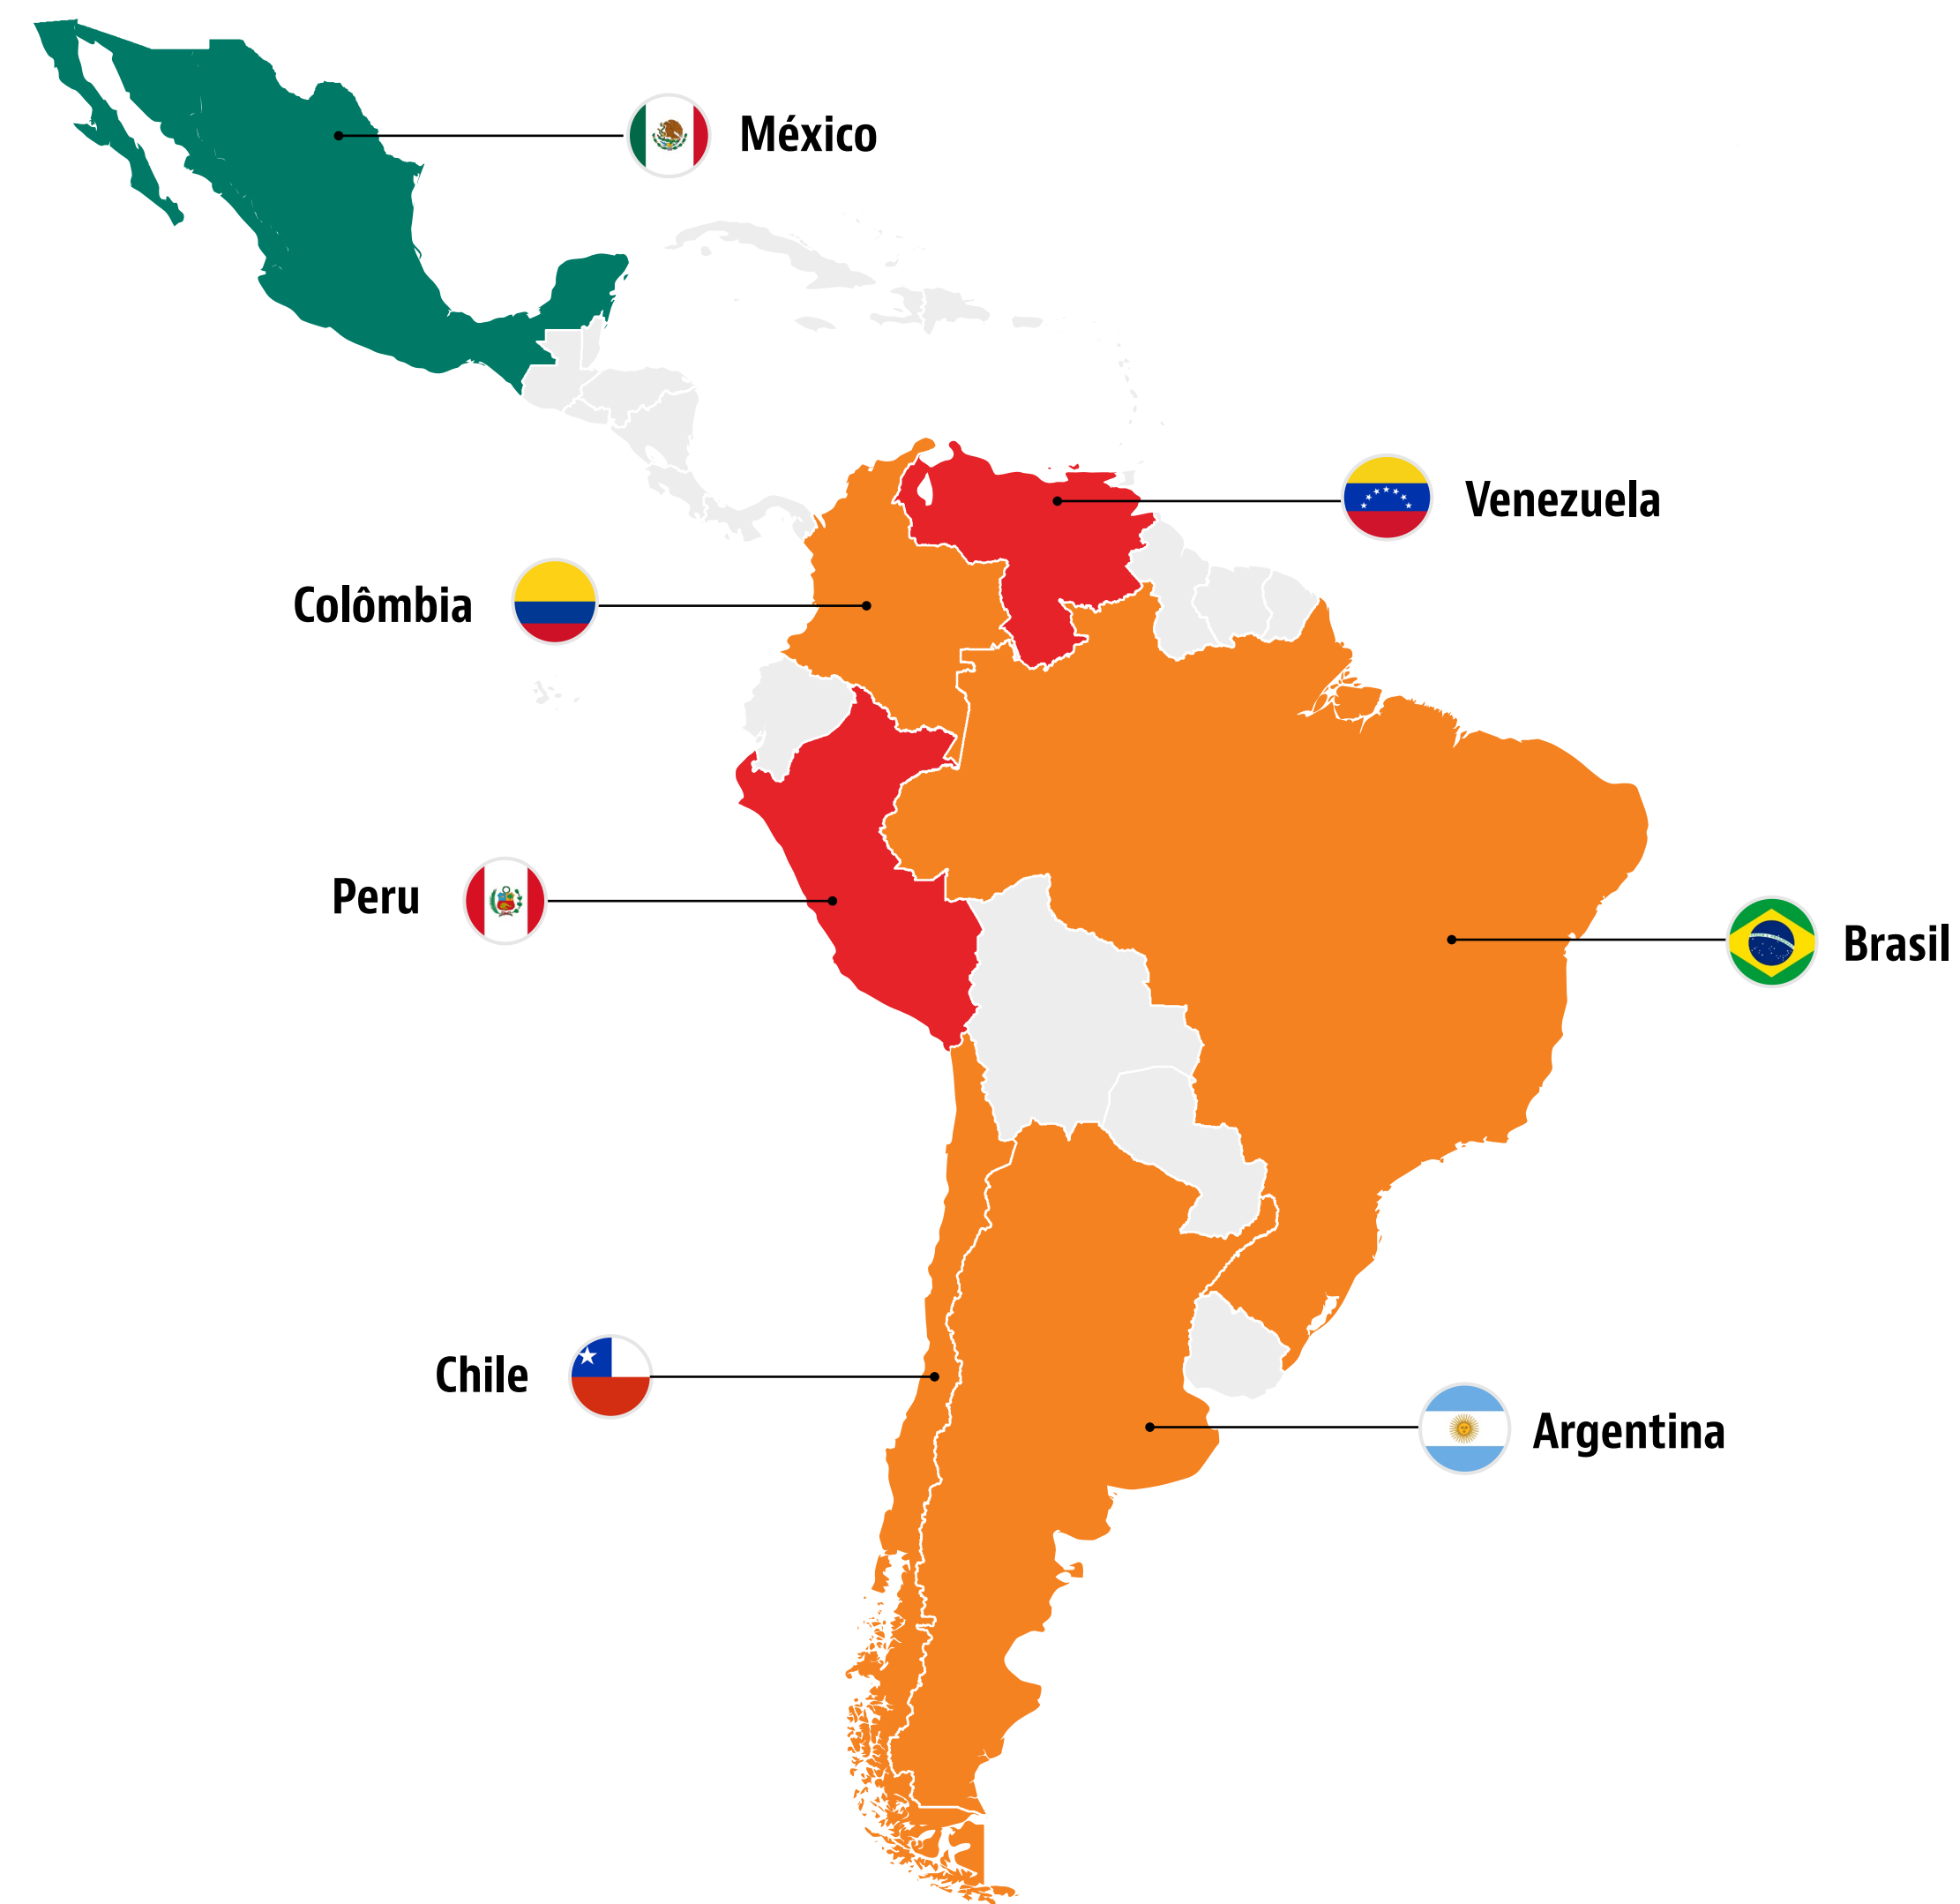 México
Venezuela
Colômbia
Peru
Brasil
Chile
Argentina